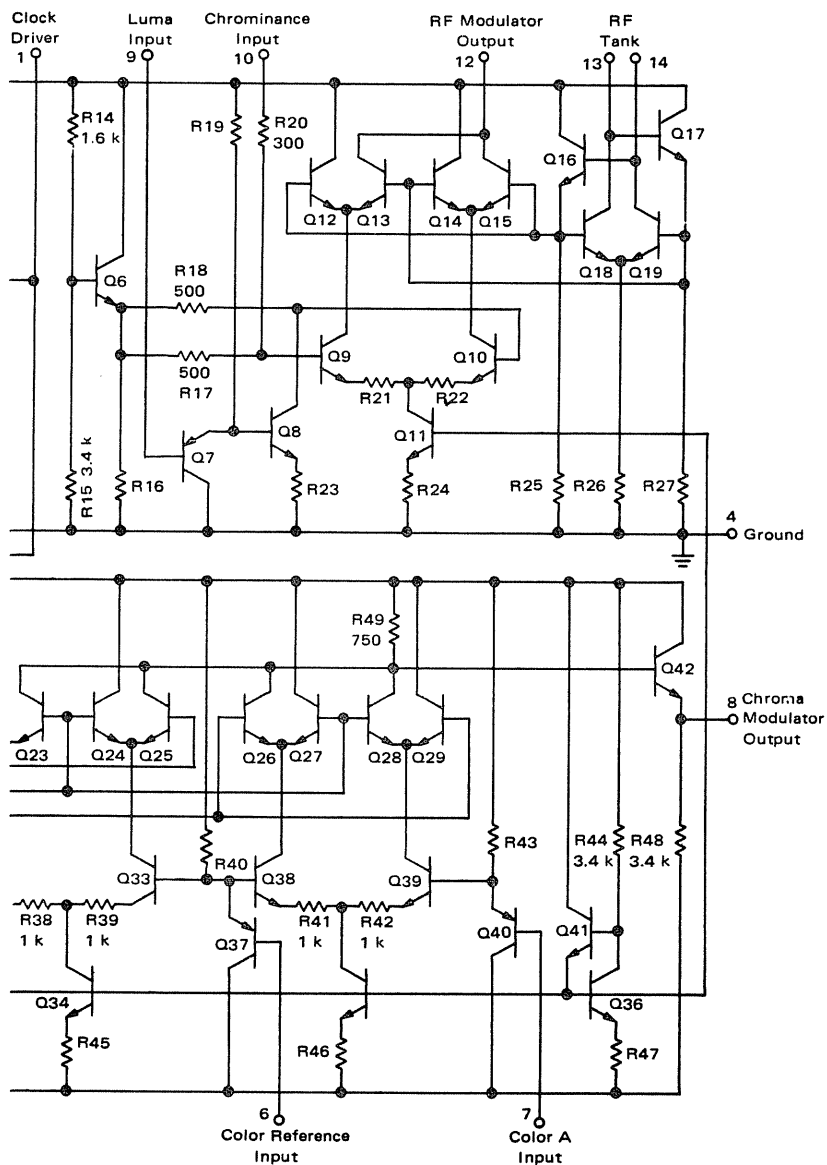 Clock
Driver
1
Luma
Input
9
Chrominance
Input
10
RF Modulator
Output
12
RF
Tank
13
14
R14
1.6 k
R19
R20
300
Q16
Q17
Q12
Q13
Q14
Q15
Q18
Q19
Q6
R18
500
500
R17
Q9
Q10
R21
R22
Q7
Q8
Q11
R15 3.4 k
R16
R23
R24
R25
R26
R27
4
Ground
R49
750
Q42
8
Chroma
Modulator
Output
Q23
Q24
Q25
Q26
Q27
Q28
Q29
R40
R43
R44
3.4 k
R48
3.4 k
Q33
Q38
Q39
R38
1 k
R39
1 k
R41
1 k
R42
1 k
Q37
Q40
Q41
Q34
Q36
R45
R46
R47
6
Color Reference
Input
7
Color A
Input